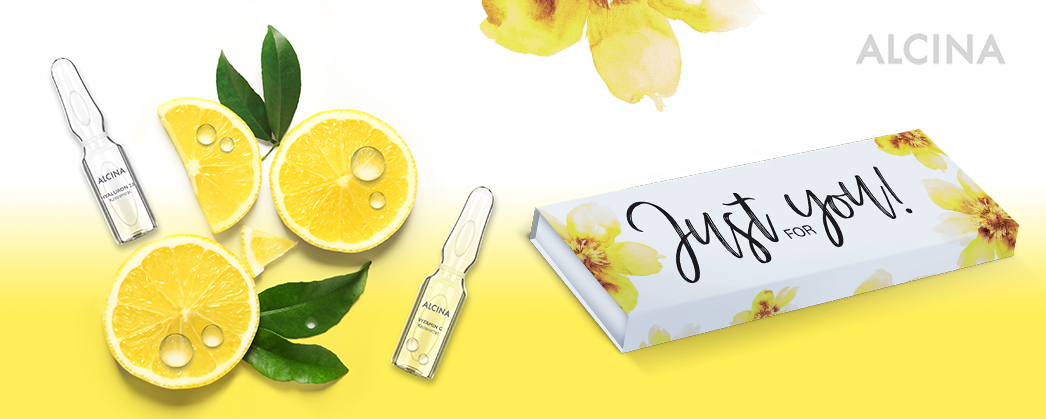 ALCINA
ALCINA
HYALURON 2.0
ALCINA
VITAMIN C
Just FOR you!